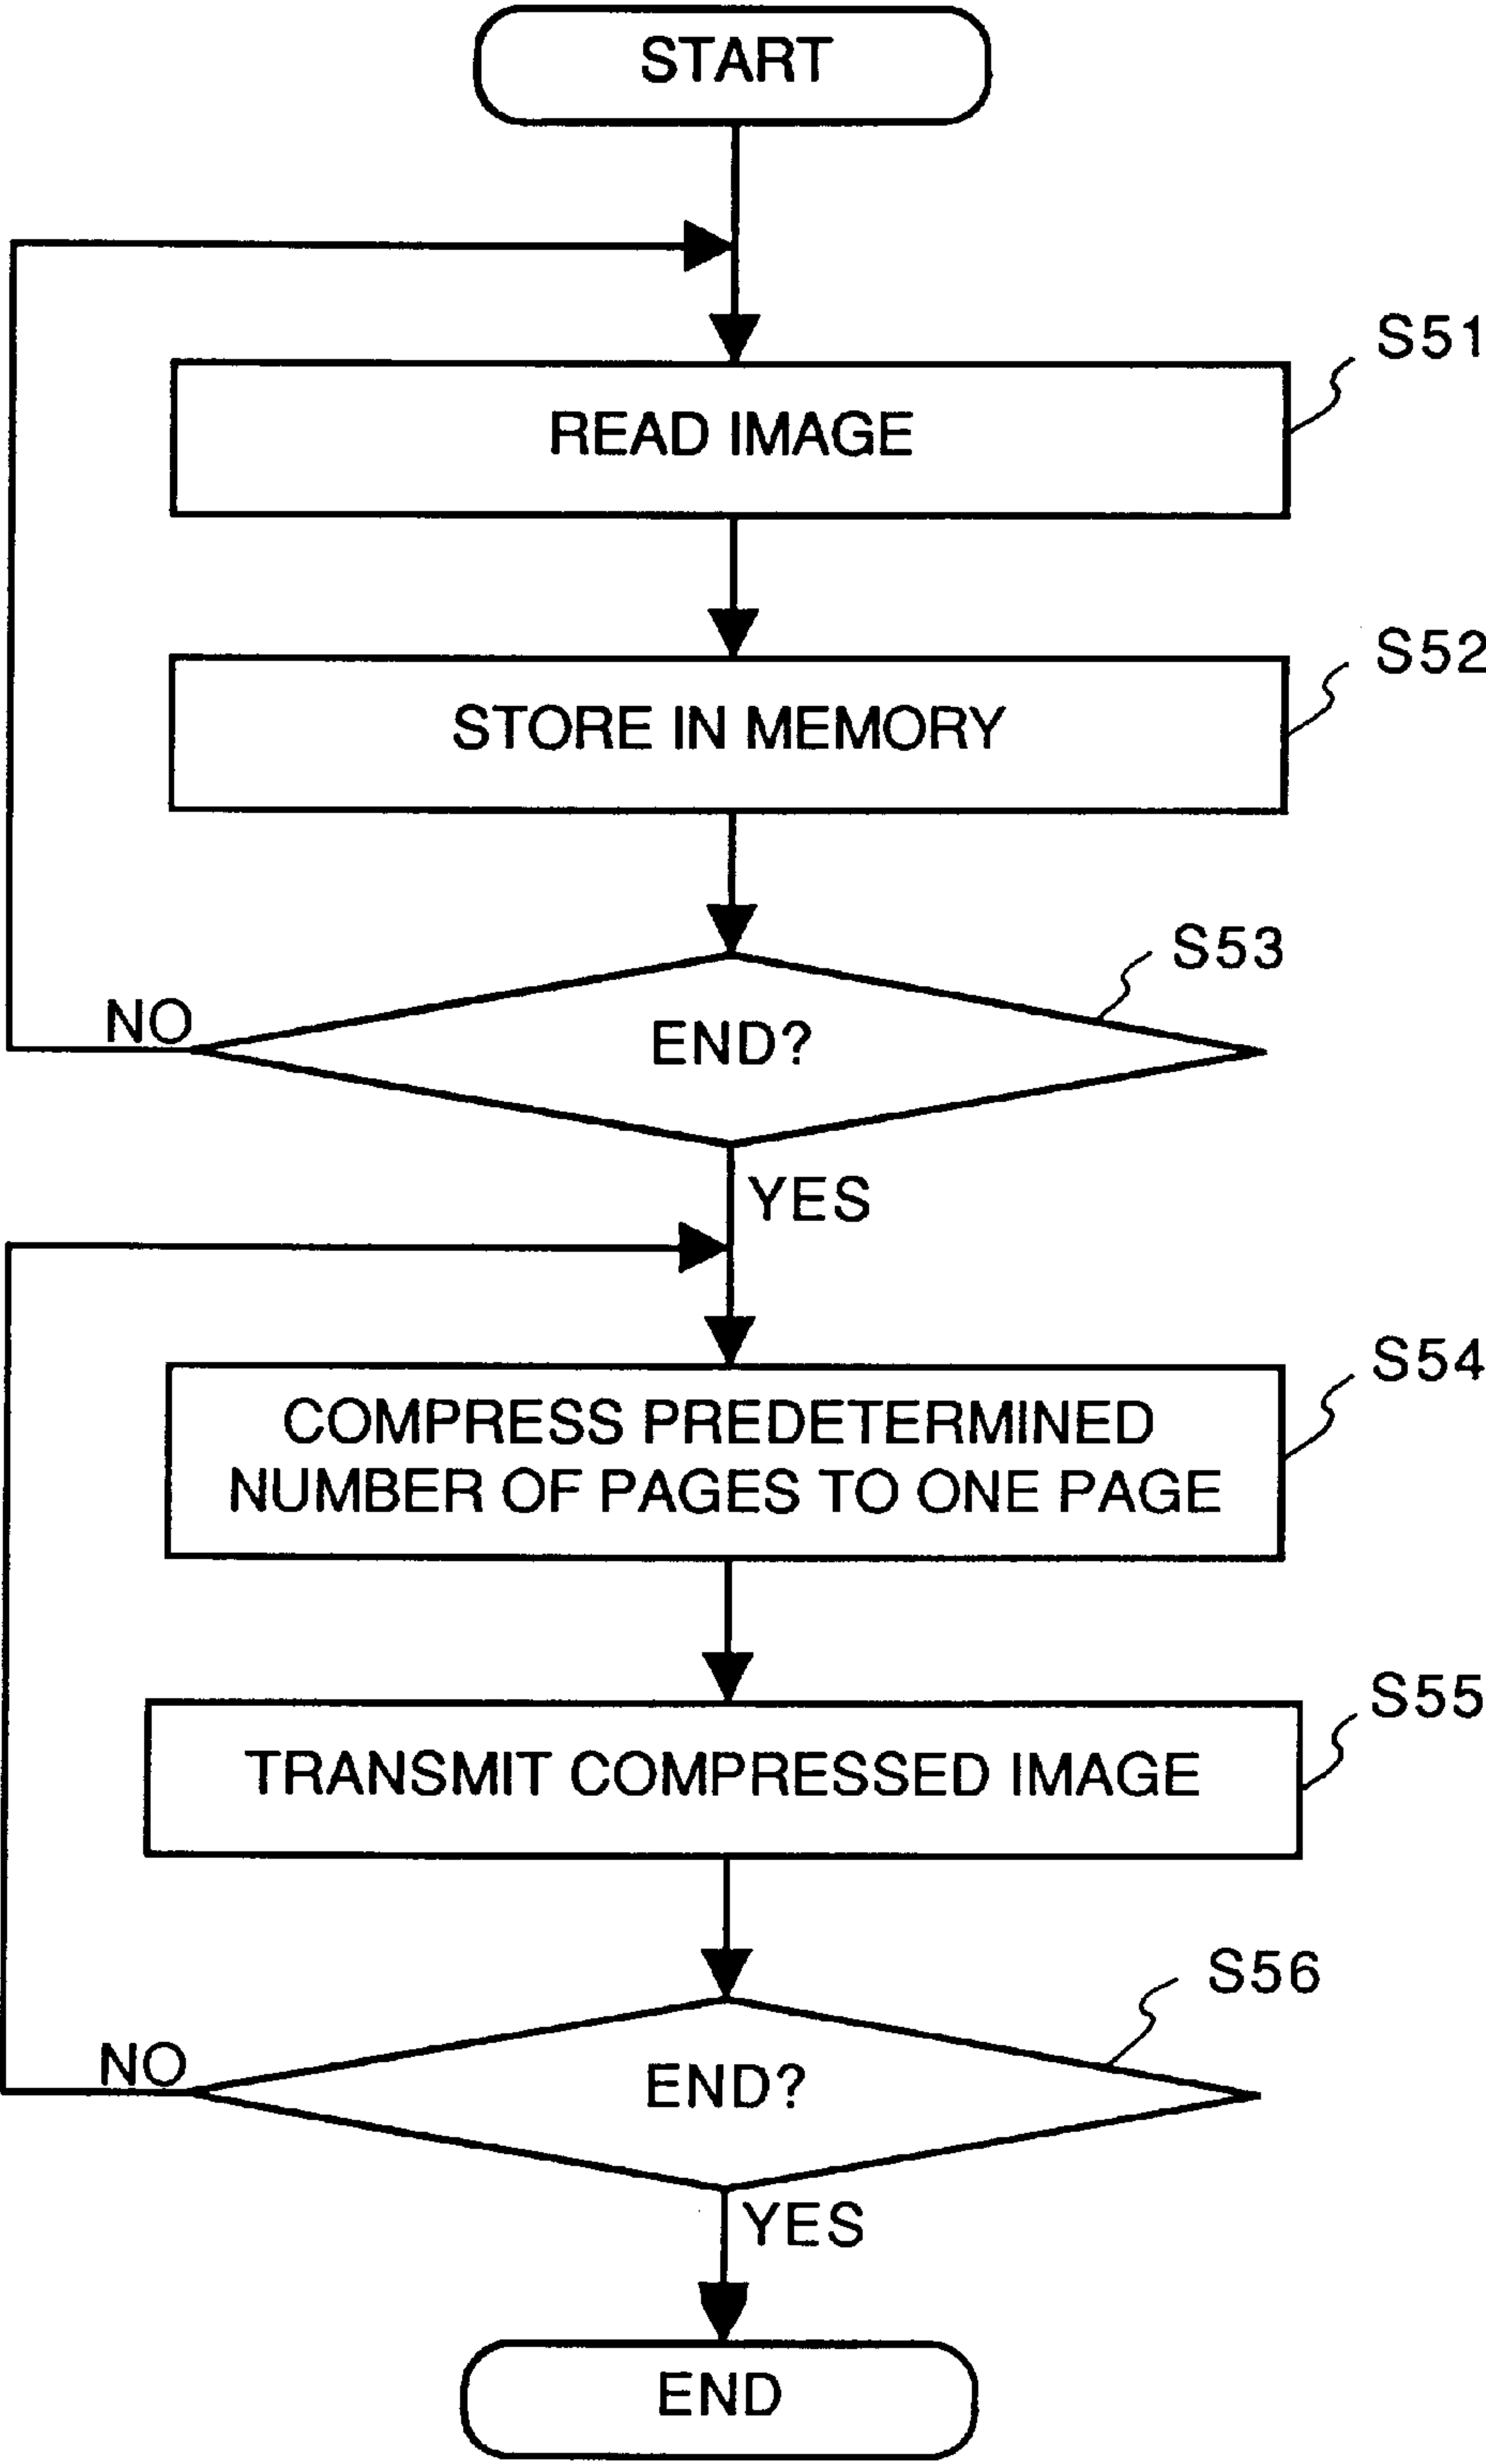 START
S51
READ IMAGE
S52
STORE IN MEMORY
S53
NO
END?
YES
S54
COMPRESS PREDETERMINED
NUMBER OF PAGES TO ONE PAGE
S55
TRANSMIT COMPRESSED IMAGE
S56
NO
END?
YES
END